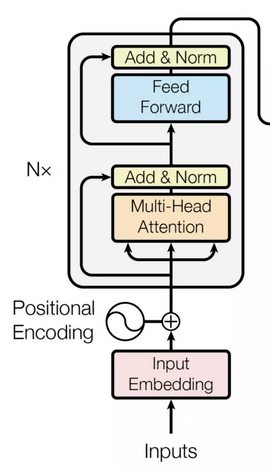 Add & Norm
Feed
Forward
N×
Add & Norm
Multi-Head
Attention
Positional
Encoding
Input
Embedding
Inputs